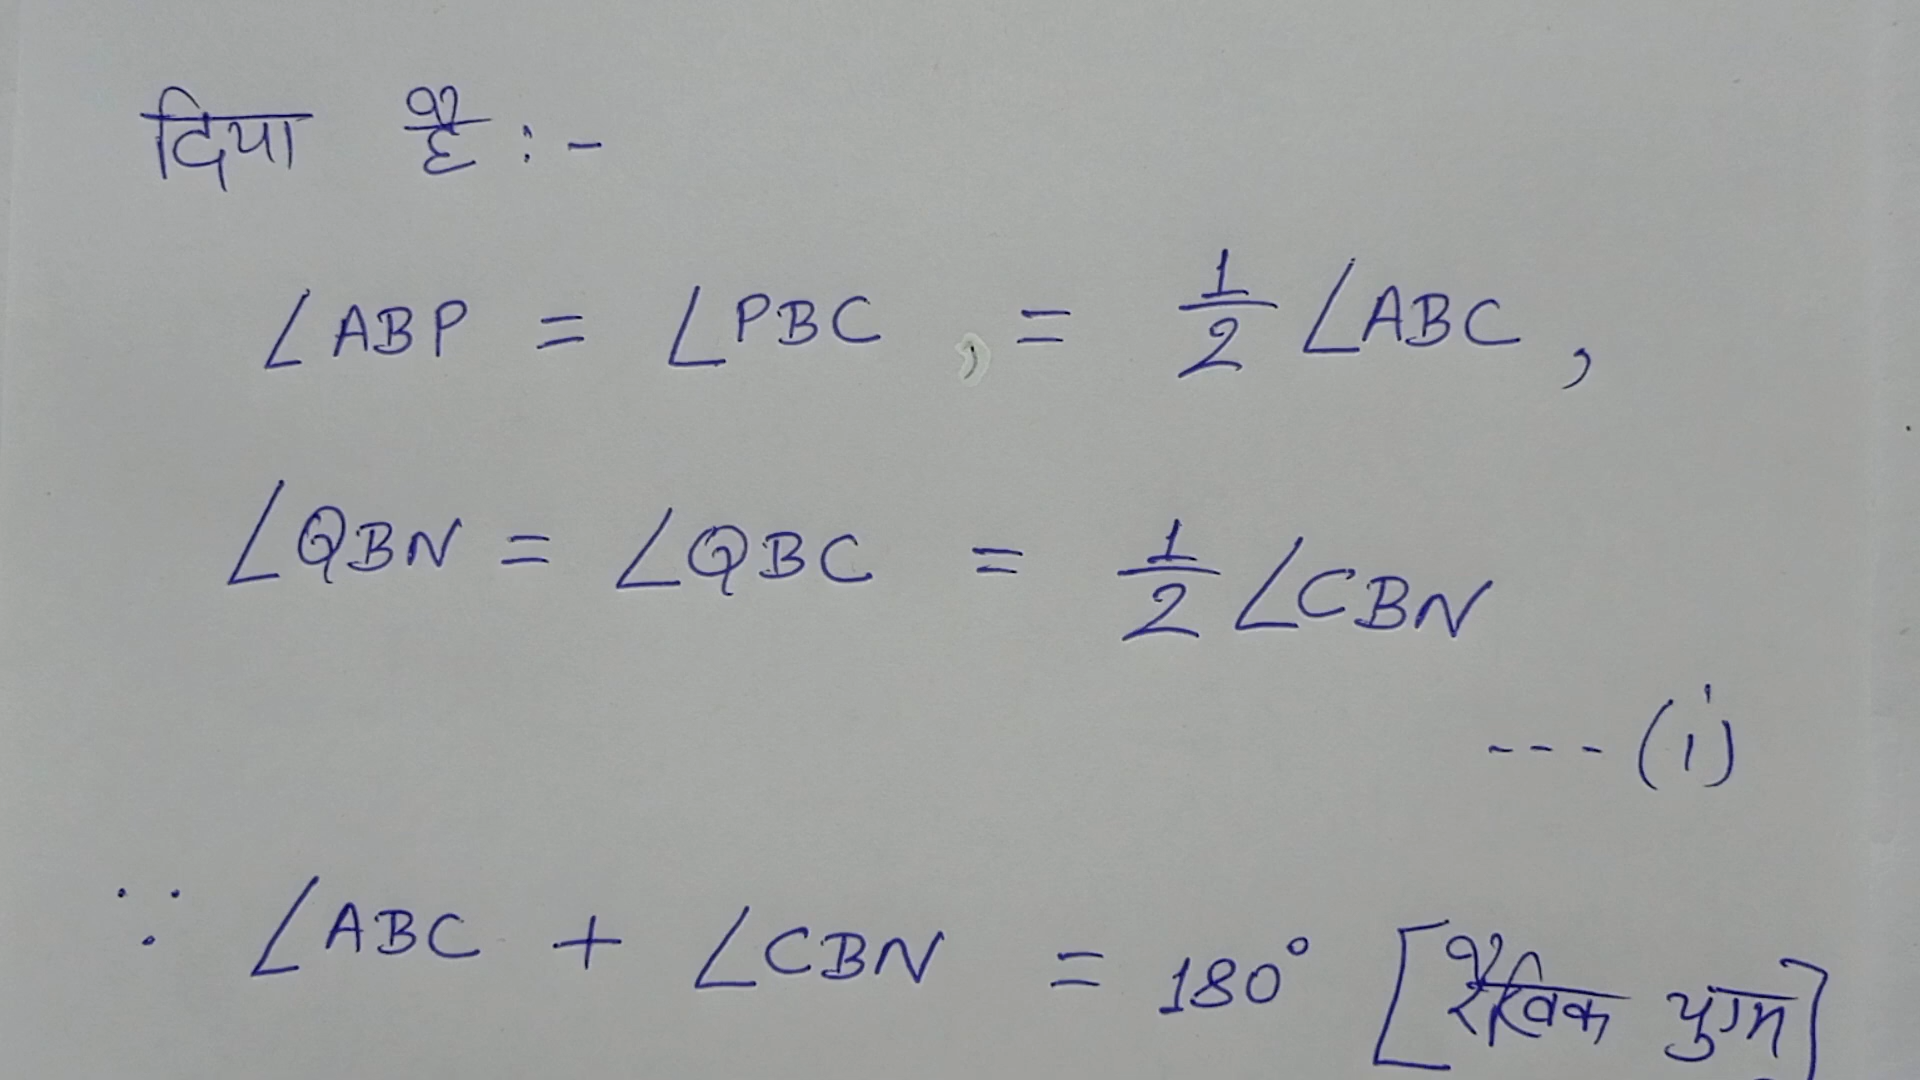 दिया है :-
∠ABP = ∠PBC , = 1/2 ∠ABC ,
∠QBN = ∠QBC = 1/2 ∠CBN
---(i)
∵ ∠ABC + ∠CBN = 180° [रैखिक युग्म]